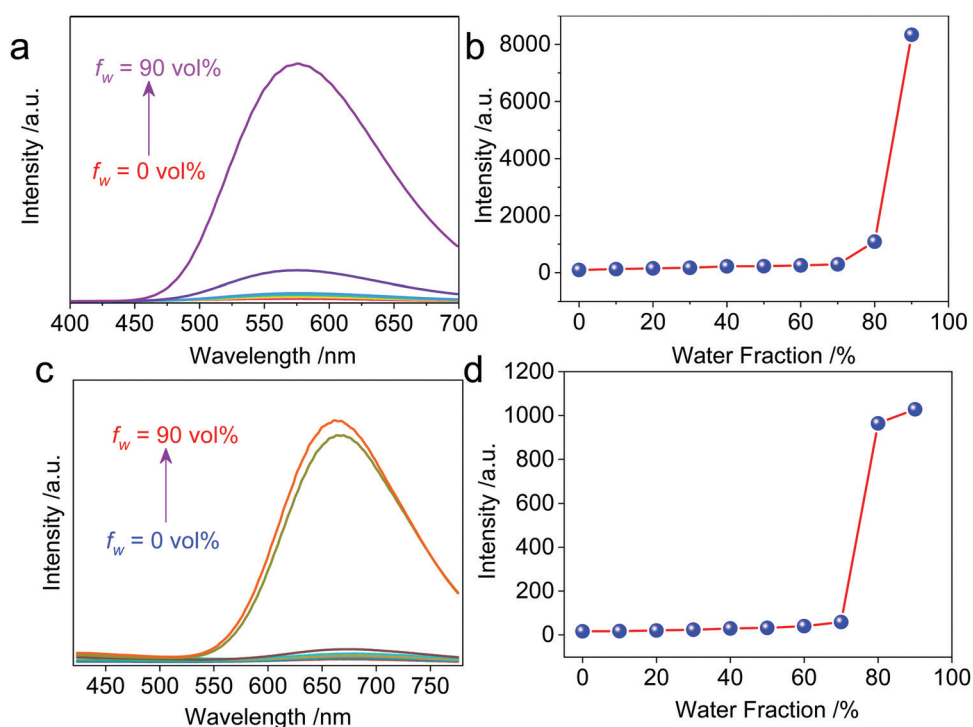 a
f_w = 90 vol%
f_w = 0 vol%
Intensity /a.u.
400 450 500 550 600 650 700
Wavelength /nm
b
8000
6000
4000
2000
0
Intensity /a.u.
0 20 40 60 80 100
Water Fraction /%
c
f_w = 90 vol%
f_w = 0 vol%
Intensity /a.u.
450 500 550 600 650 700 750
Wavelength /nm
d
1200
1000
800
600
400
200
0
Intensity /a.u.
0 20 40 60 80 100
Water Fraction /%